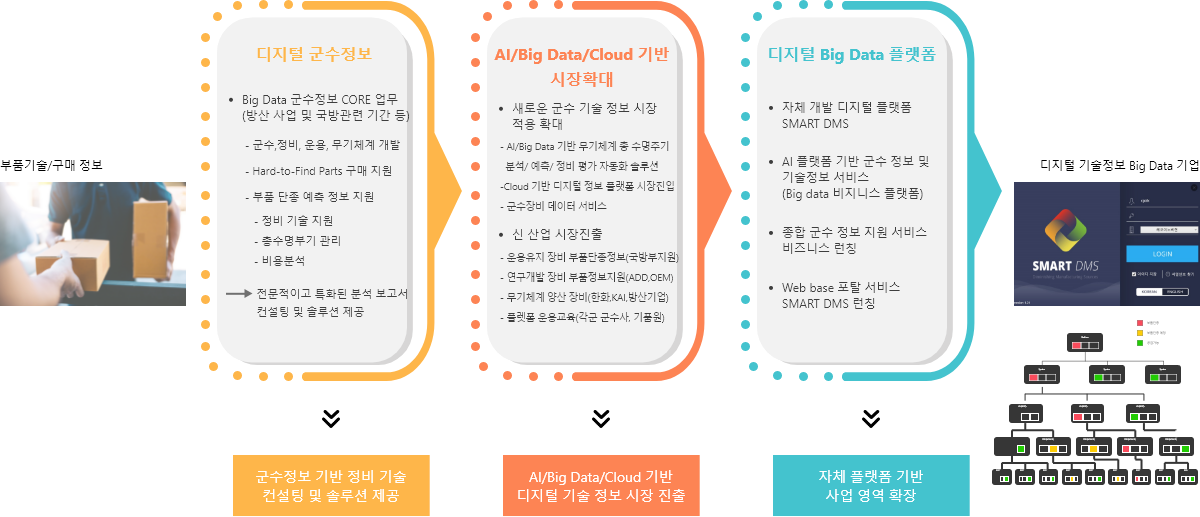 부품기술/구매 정보
디지털 군수정보
• Big Data 군수정보 CORE 업무
(방산 사업 및 국방관련 기간 등)
- 군수,정비, 운용, 무기체계 개발
- Hard-to-Find Parts 구매 지원
- 부품 단종 예측 정보 지원
- 정비 기술 지원
- 총수명부기 관리
- 비용분석
전문적이고 특화된 분석 보고서
컨설팅 및 솔루션 제공
군수정보 기반 정비 기술
컨설팅 및 솔루션 제공
AI/Big Data/Cloud 기반
시장확대
• 새로운 군수 기술 정보 시장
적용 확대
- AI/Big Data 기반 무기체계 총 수명주기
분석/ 예측/ 정비 평가 자동화 솔루션
-Cloud 기반 디지털 정보 플랫폼 시장진입
- 군수장비 데이터 서비스
• 신 산업 시장진출
- 운용유지 장비 부품단종정보(국방부지원)
- 연구개발 장비 부품정보지원(ADD,OEM)
- 무기체계 양산 장비(한화,KAI,방산기업)
- 플렛폼 운용교육(각군 군수사, 기품원)
AI/Big Data/Cloud 기반
디지털 기술 정보 시장 진출
디지털 Big Data 플랫폼
• 자체 개발 디지털 플랫폼
SMART DMS
• AI 플랫폼 기반 군수 정보 및
기술정보 서비스
(Big data 비지니스 플랫폼)
• 종합 군수 정보 지원 서비스
비즈니스 런칭
• Web base 포탈 서비스
SMART DMS 런칭
자체 플랫폼 기반
사업 영역 확장
디지털 기술정보 Big Data 기업
SMART DMS
LOGIN
ENGLISH